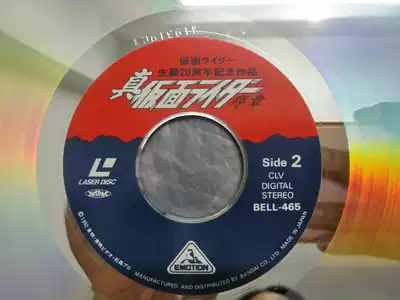 仮面ライダー
生誕20周年記念作品
真 仮面ライダー
序章
Side 2
CLV
DIGITAL
STEREO
BELL-465
LASER DISC
EMOTION
MANUFACTURED AND DISTRIBUTED BY BANDAI CO. LTD. MADE IN JAPAN